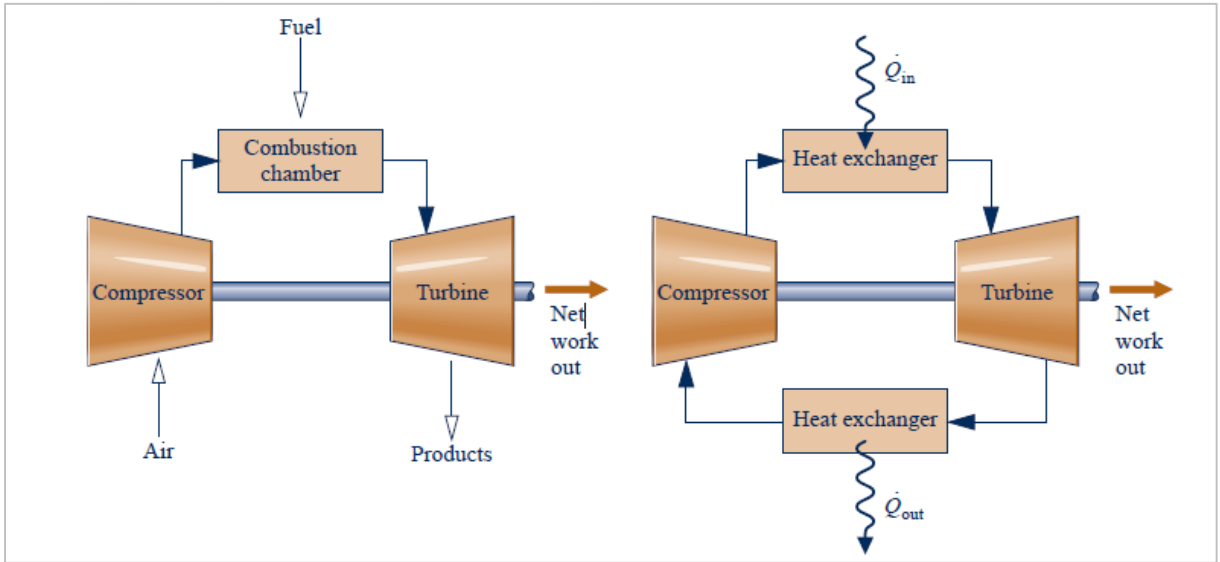 Fuel
Combustion
chamber
Compressor
Turbine
Net
work
out
Air
Products
Q̇in
Heat exchanger
Compressor
Turbine
Net
work
out
Heat exchanger
Q̇out